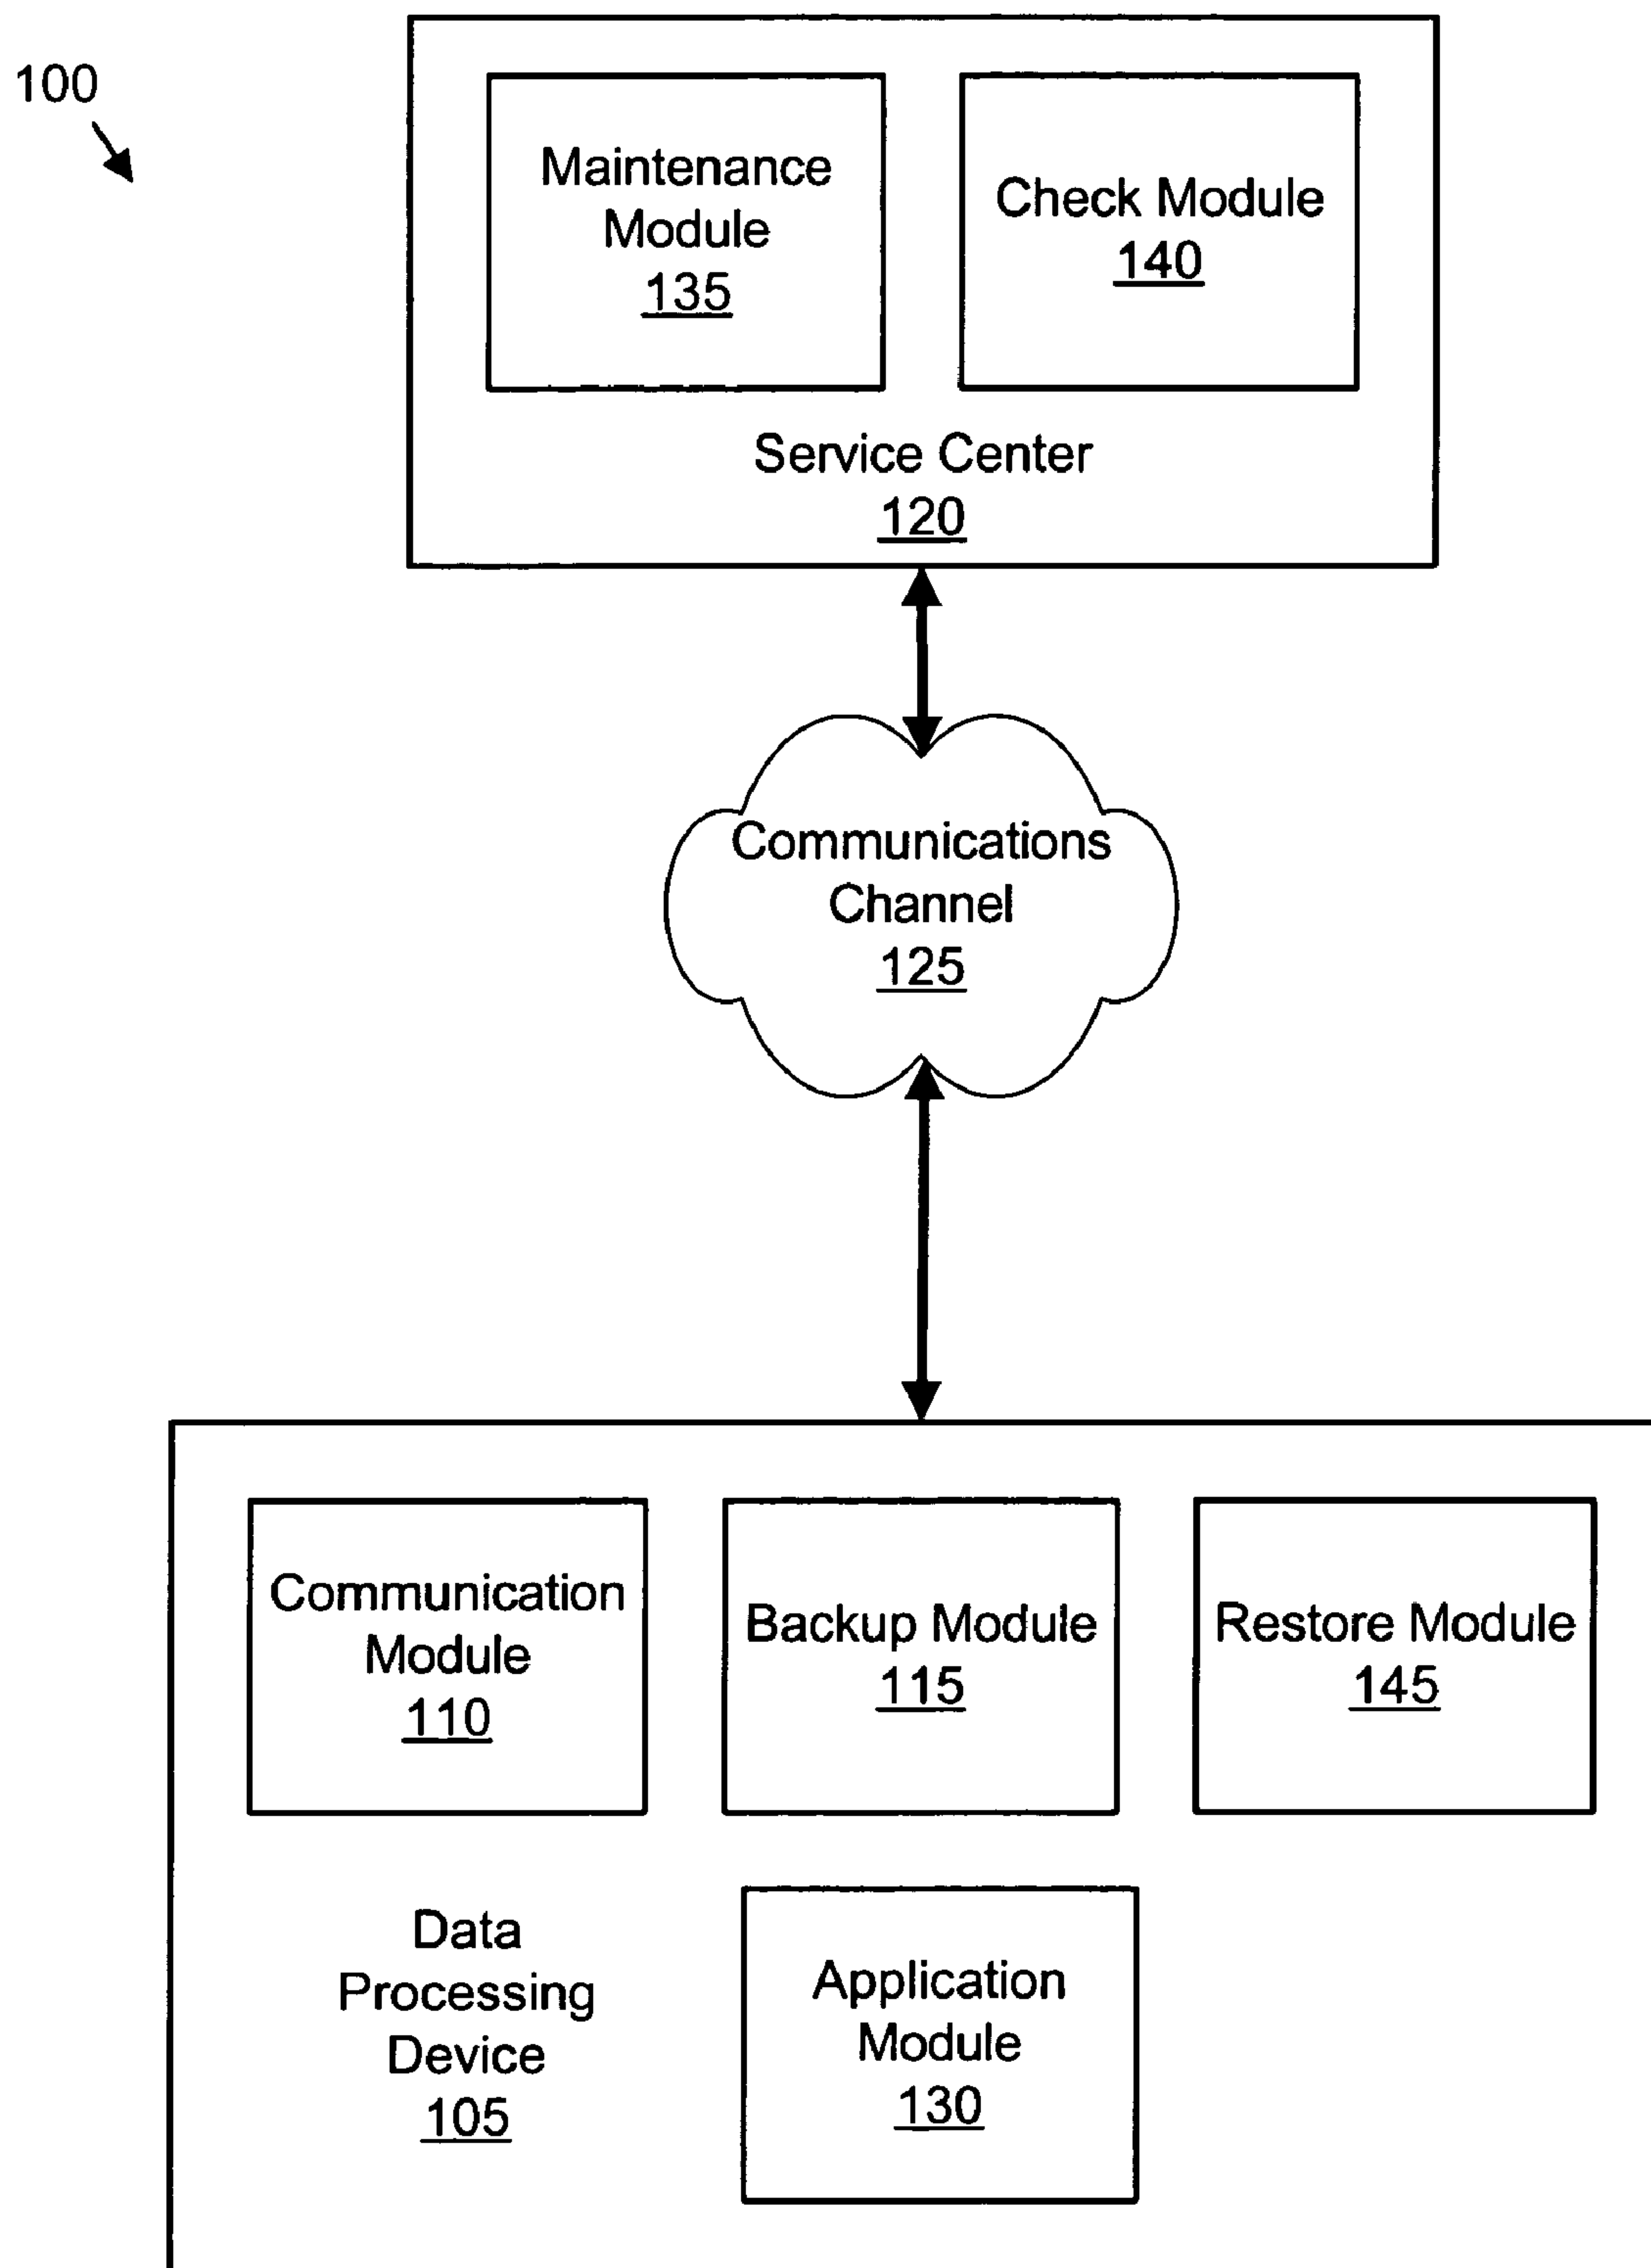 100
Maintenance
Module
135
Check Module
140
Service Center
120
Communications
Channel
125
Communication
Module
110
Backup Module
115
Restore Module
145
Data
Processing
Device
105
Application
Module
130